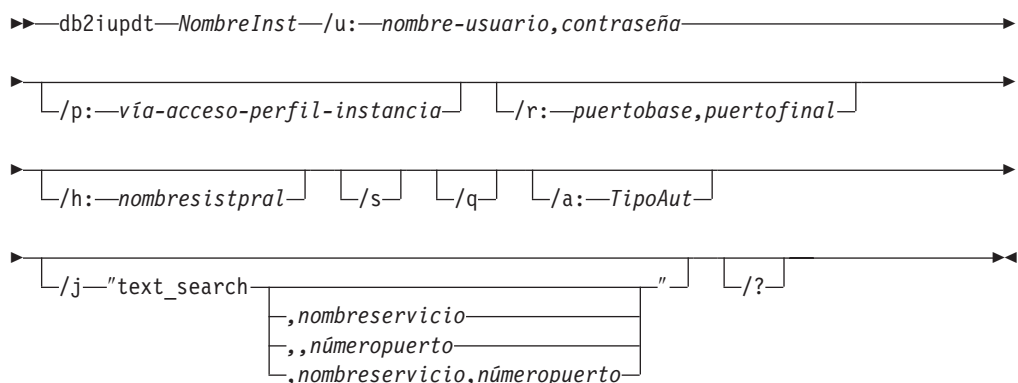 db2iupdt NombreInst /u: nombre-usuario,contraseña
/p: vía-acceso-perfil-instancia /r: puertobase,puertofinal
/h: nombresistpral /s /q /a: TipoAut
/j "text_search " /?
,nombreservicio
,,númeropuerto
,nombreservicio,númeropuerto